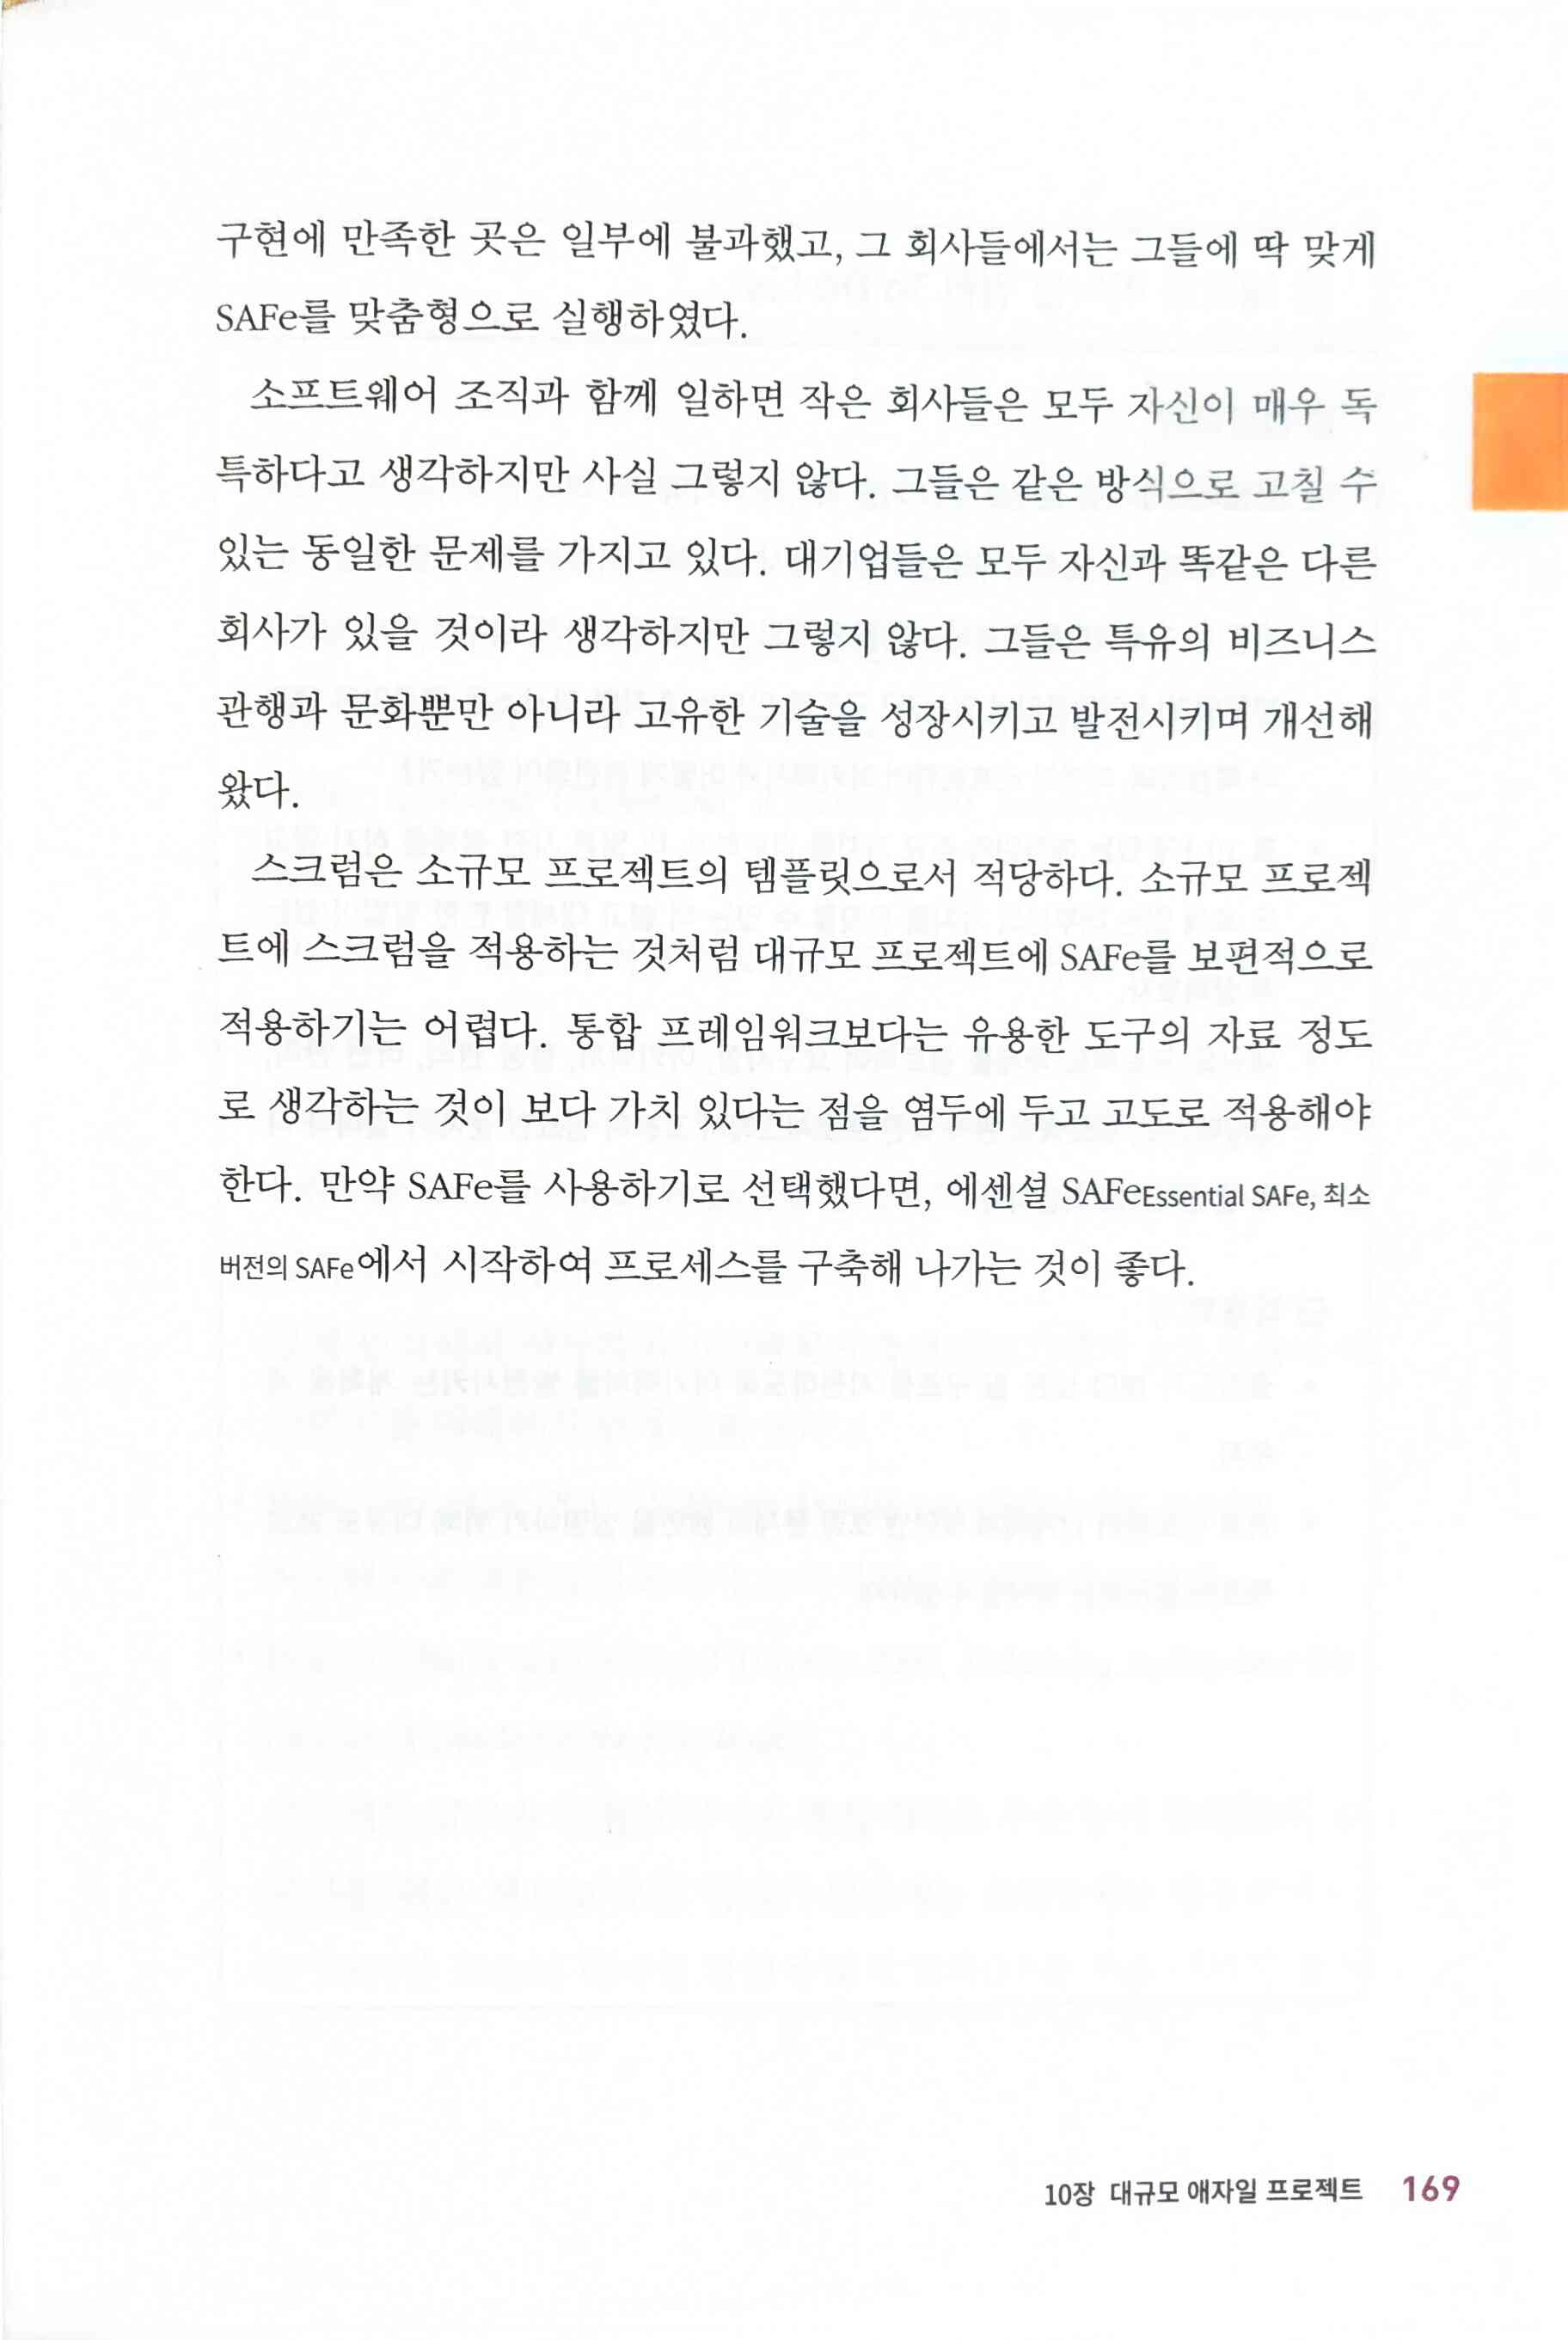 구현에 만족한 곳은 일부에 불과했고, 그 회사들에서는 그들에 딱 맞게
SAFe를 맞춤형으로 실행하였다.
소프트웨어 조직과 함께 일하면 작은 회사들은 모두 자신이 매우 독
특하다고 생각하지만 사실 그렇지 않다. 그들은 같은 방식으로 고칠 수
있는 동일한 문제를 가지고 있다. 대기업들은 모두 자신과 똑같은 다른
회사가 있을 것이라 생각하지만 그렇지 않다. 그들은 특유의 비즈니스
관행과 문화뿐만 아니라 고유한 기술을 성장시키고 발전시키며 개선해
왔다.
스크럼은 소규모 프로젝트의 템플릿으로서 적당하다. 소규모 프로젝
트에 스크럼을 적용하는 것처럼 대규모 프로젝트에 SAFe를 보편적으로
적용하기는 어렵다. 통합 프레임워크보다는 유용한 도구의 자료 정도
로 생각하는 것이 보다 가치 있다는 점을 염두에 두고 고도로 적용해야
한다. 만약 SAFe를 사용하기로 선택했다면, 에센셜 SAFeEssential SAFe, 최소
버전의 SAFe에서 시작하여 프로세스를 구축해 나가는 것이 좋다.
10장 대규모 애자일 프로젝트 169